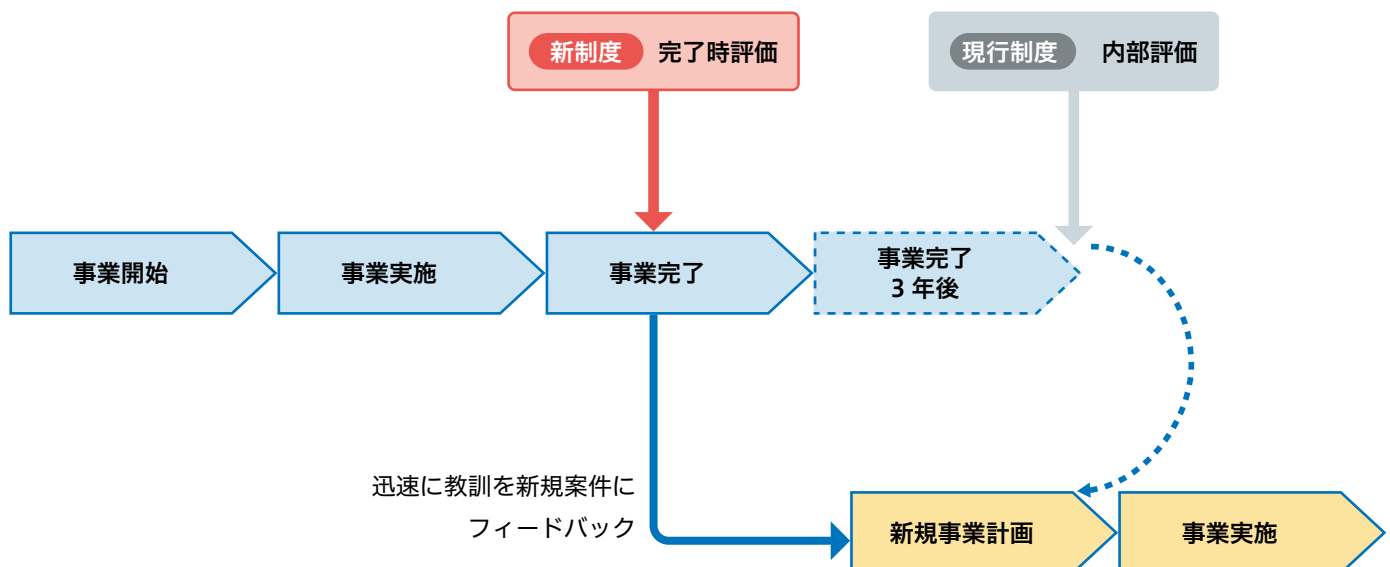 新制度 完了時評価
現行制度 内部評価
事業開始
事業実施
事業完了
事業完了
3 年後
迅速に教訓を新規案件に
フィードバック
新規事業計画
事業実施